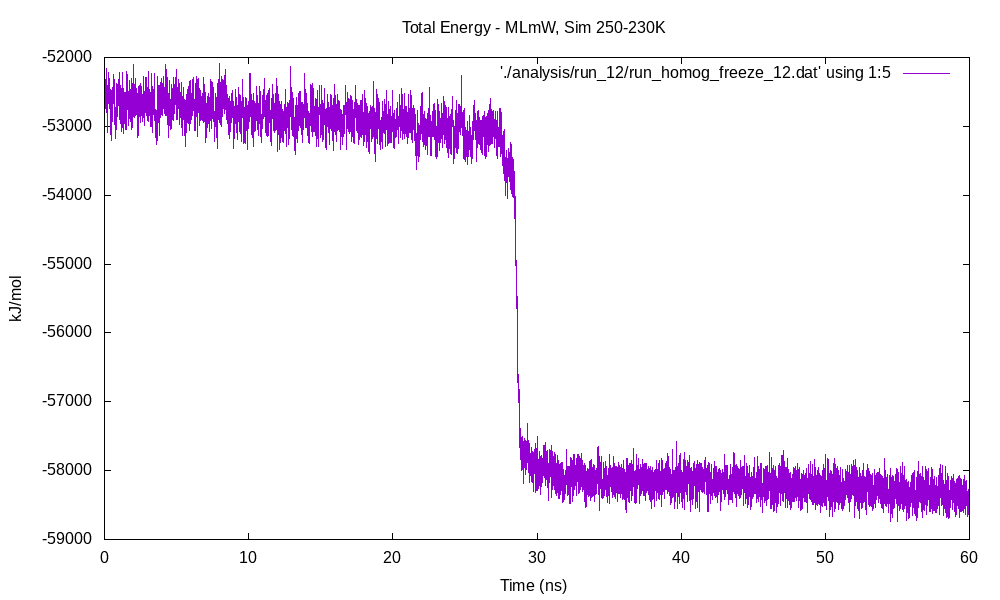 Total Energy - MLmW, Sim 250-230K
'./analysis/run_12/run_homog_freeze_12.dat' using 1:5
-52000
-53000
-54000
-55000
-56000
-57000
-58000
-59000
kJ/mol
0 10 20 30 40 50 60
Time (ns)